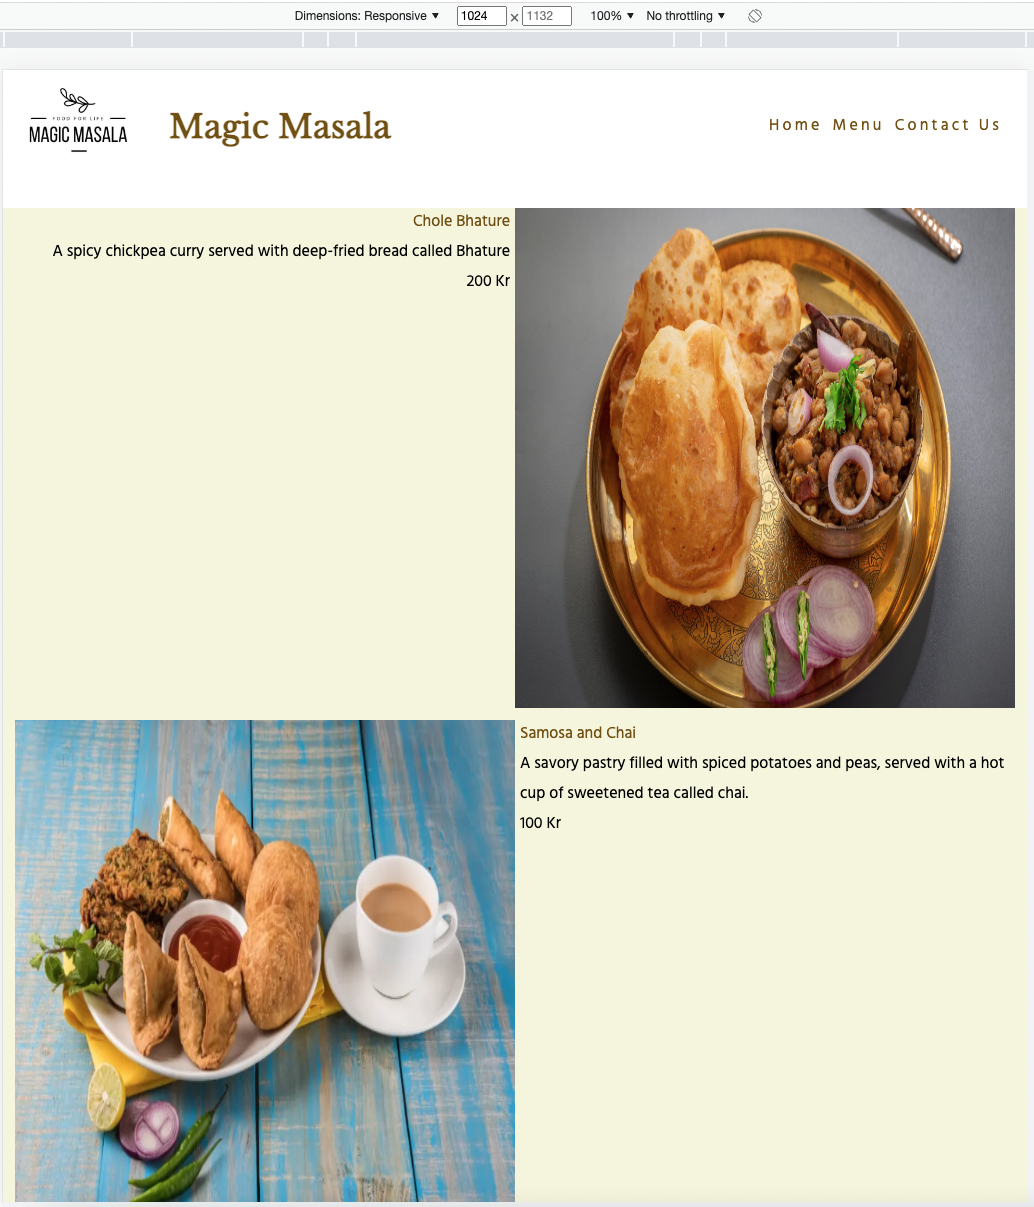 Dimensions: Responsive ▼ 1024 × 1132 100% ▼ No throttling ▼
FOOD FOR LIFE
MAGIC MASALA
Magic Masala
Home Menu Contact Us
Chole Bhature
A spicy chickpea curry served with deep-fried bread called Bhature
200 Kr
Samosa and Chai
A savory pastry filled with spiced potatoes and peas, served with a hot
cup of sweetened tea called chai.
100 Kr